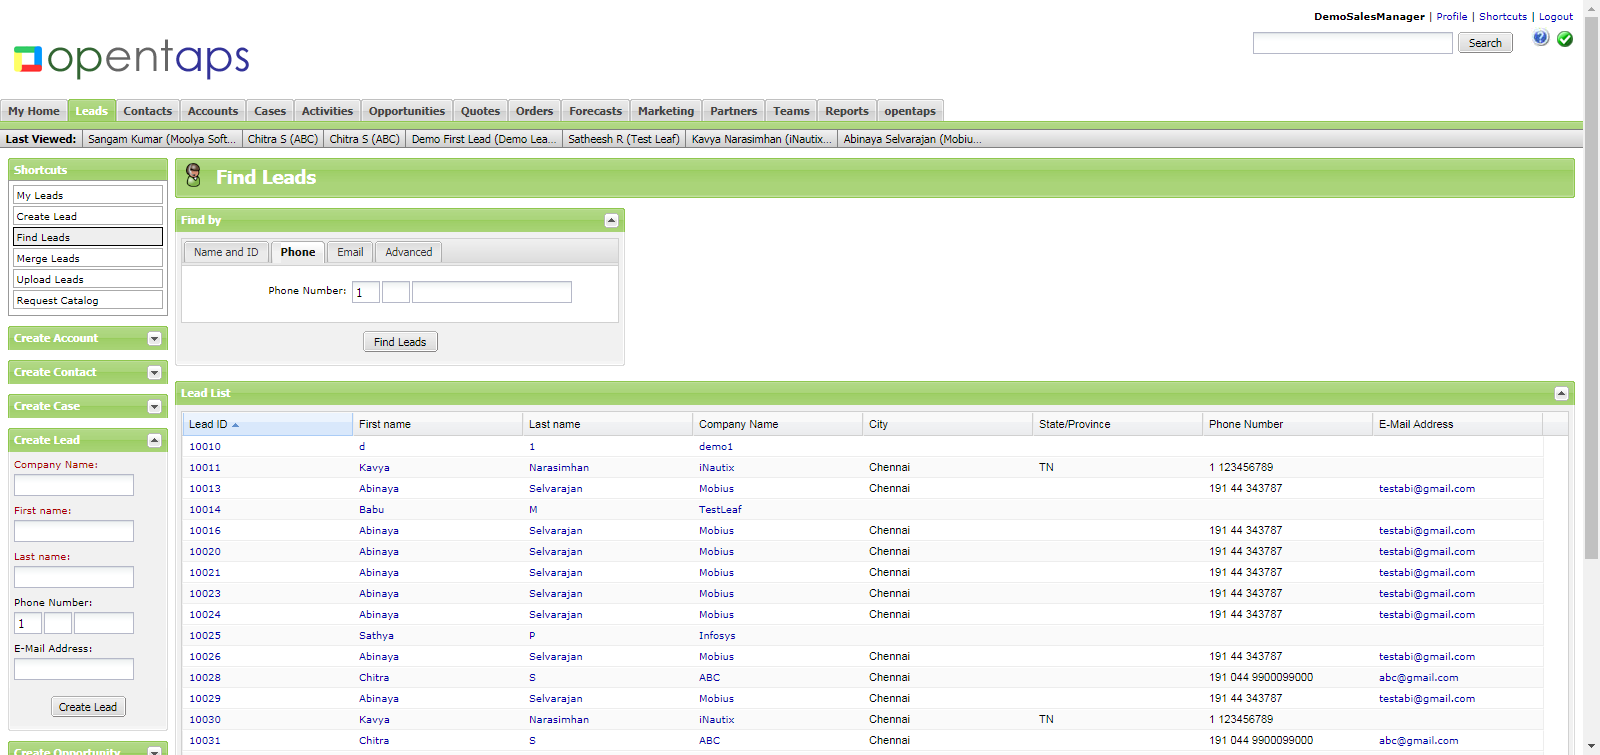 DemoSalesManager | Profile | Shortcuts | Logout
Search
opentaps
My Home Leads Contacts Accounts Cases Activities Opportunities Quotes Orders Forecasts Marketing Partners Teams Reports opentaps
Last Viewed: Sangam Kumar (Moolya Soft... Chitra S (ABC) Chitra S (ABC) Demo First Lead (Demo Lea... Satheesh R (Test Leaf) Kavya Narasimhan (iNautix... Abinaya Selvarajan (Mobiu...
Shortcuts
My Leads
Create Lead
Find Leads
Merge Leads
Upload Leads
Request Catalog
Create Account
Create Contact
Create Case
Create Lead
Company Name:
First name:
Last name:
Phone Number:
1
E-Mail Address:
Create Lead
Create Opportunity
Find Leads
Find by
Name and ID Phone Email Advanced
Phone Number: 1
Find Leads
Lead List
Lead ID First name Last name Company Name City State/Province Phone Number E-Mail Address
10010 d 1 demo1
10011 Kavya Narasimhan iNautix Chennai TN 1 123456789
10013 Abinaya Selvarajan Mobius Chennai 191 44 343787 testabi@gmail.com
10014 Babu M TestLeaf
10016 Abinaya Selvarajan Mobius Chennai 191 44 343787 testabi@gmail.com
10020 Abinaya Selvarajan Mobius Chennai 191 44 343787 testabi@gmail.com
10021 Abinaya Selvarajan Mobius Chennai 191 44 343787 testabi@gmail.com
10023 Abinaya Selvarajan Mobius Chennai 191 44 343787 testabi@gmail.com
10024 Abinaya Selvarajan Mobius Chennai 191 44 343787 testabi@gmail.com
10025 Sathya P Infosys
10026 Abinaya Selvarajan Mobius Chennai 191 44 343787 testabi@gmail.com
10028 Chitra S ABC Chennai 191 044 9900099000 abc@gmail.com
10029 Abinaya Selvarajan Mobius Chennai 191 44 343787 testabi@gmail.com
10030 Kavya Narasimhan iNautix Chennai TN 1 123456789
10031 Chitra S ABC Chennai 191 044 9900099000 abc@gmail.com